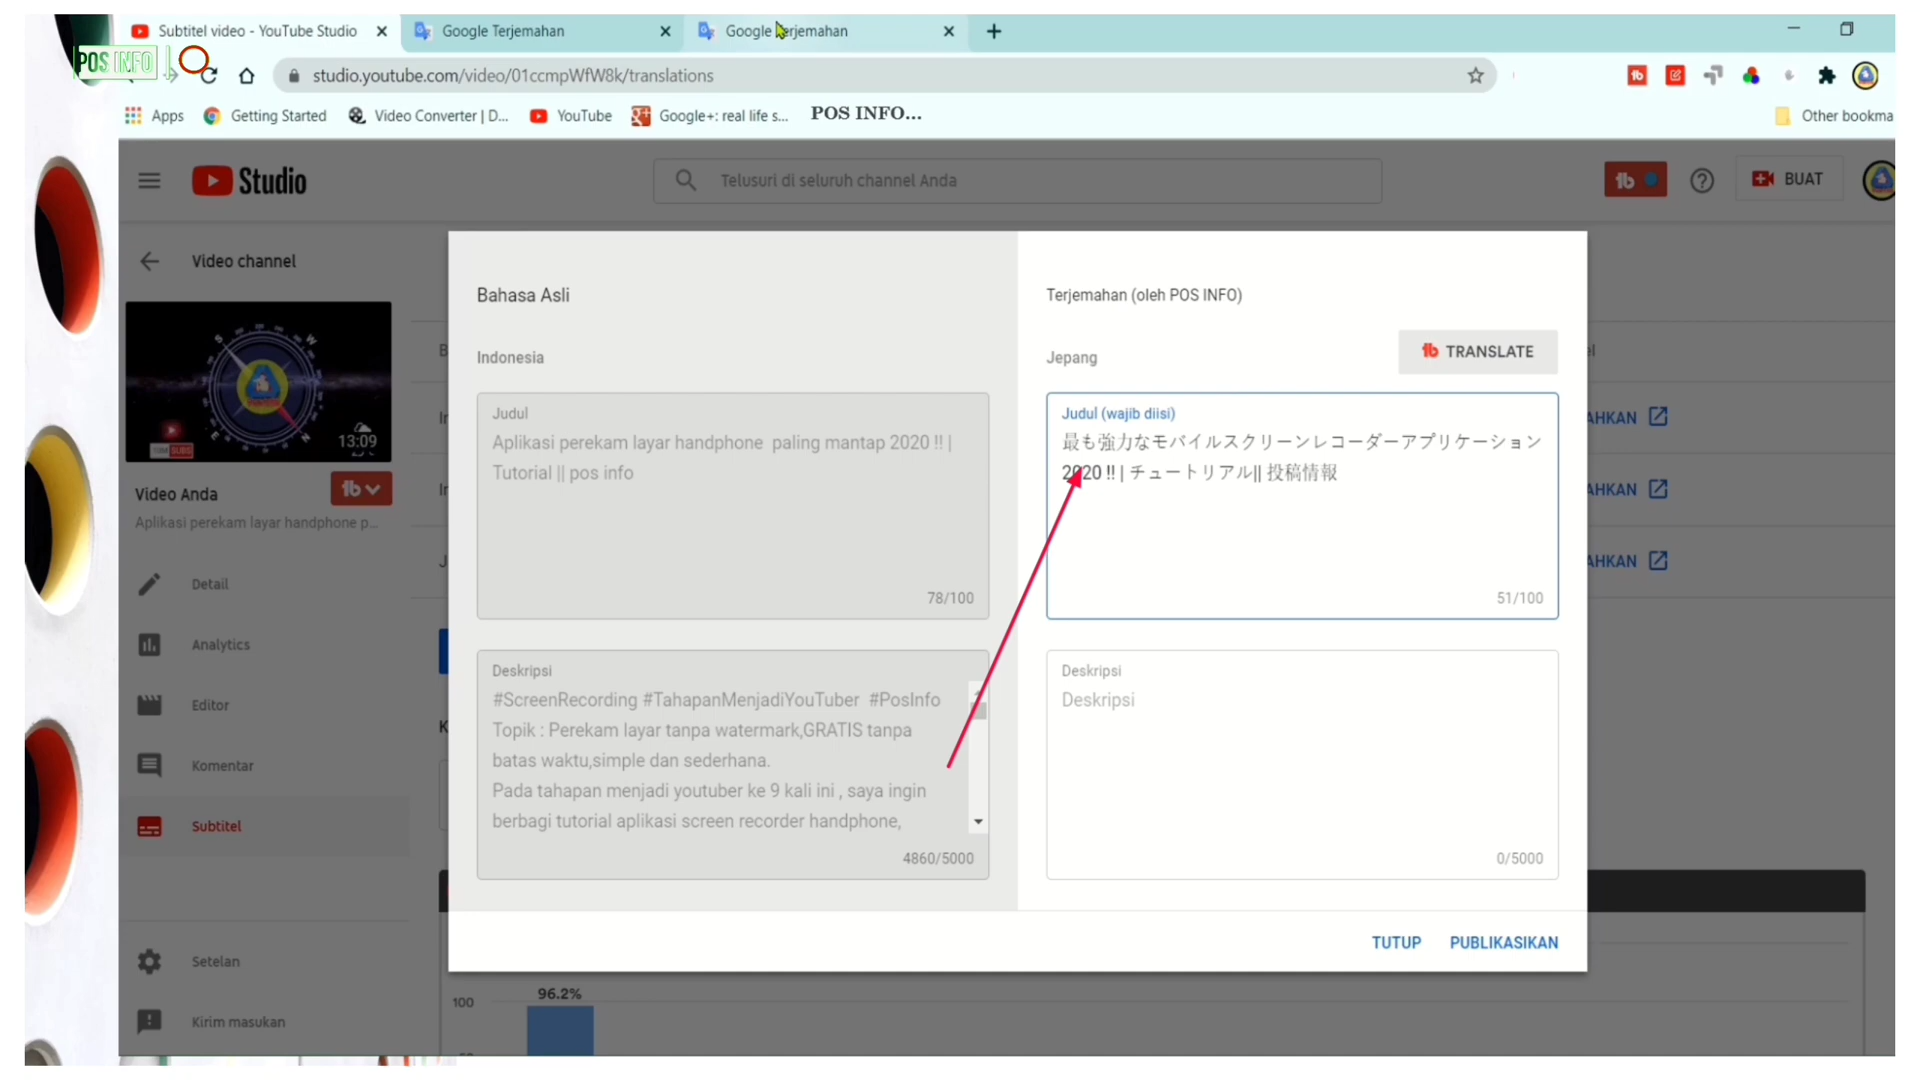 Subtitel video - YouTube Studio
Google Terjemahan
Google Terjemahan
POS INFO
studio.youtube.com/video/01ccmpWfW8k/translations
Apps
Getting Started
Video Converter | D...
YouTube
Google+: real life s...
POS INFO...
Other bookma
Studio
Telusuri di seluruh channel Anda
BUAT
Video channel
13:09
Video Anda
Aplikasi perekam layar handphone p...
Detail
Analytics
Editor
Komentar
Subtitel
Setelan
Kirim masukan
Bahasa Asli
Indonesia
Judul
Aplikasi perekam layar handphone paling mantap 2020 !! |
Tutorial || pos info
78/100
Deskripsi
#ScreenRecording #TahapanMenjadiYouTuber #PosInfo
Topik : Perekam layar tanpa watermark,GRATIS tanpa
batas waktu,simple dan sederhana.
Pada tahapan menjadi youtuber ke 9 kali ini , saya ingin
berbagi tutorial aplikasi screen recorder handphone,
4860/5000
Terjemahan (oleh POS INFO)
Jepang
TRANSLATE
Judul (wajib diisi)
最も強力なモバイルスクリーンレコーダーアプリケーション
2020 !! | チュートリアル|| 投稿情報
51/100
Deskripsi
Deskripsi
0/5000
TUTUP
PUBLIKASIKAN
AHKAN
AHKAN
AHKAN
100
96.2%